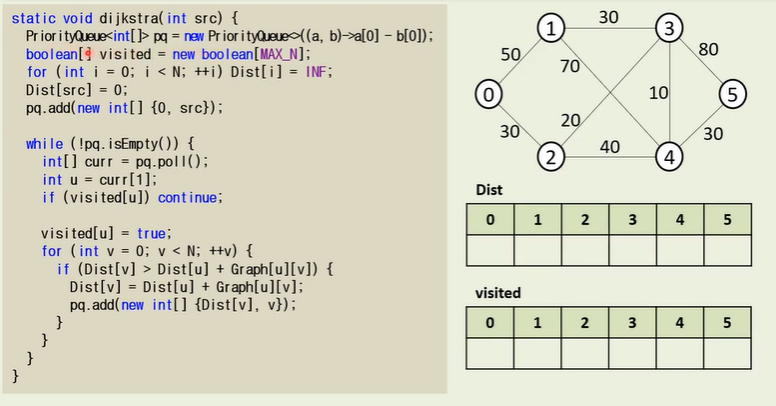 static void dijkstra(int src) {
PriorityQueue<int[]> pq = new PriorityQueue<>((a, b)->a[0] - b[0]);
boolean[] visited = new boolean[MAX_N];
for (int i = 0; i < N; ++i) Dist[i] = INF;
Dist[src] = 0;
pq.add(new int[] {0, src});
while (!pq.isEmpty()) {
int[] curr = pq.poll();
int u = curr[1];
if (visited[u]) continue;
visited[u] = true;
for (int v = 0; v < N; ++v) {
if (Dist[v] > Dist[u] + Graph[u][v]) {
Dist[v] = Dist[u] + Graph[u][v];
pq.add(new int[] {Dist[v], v});
}
}
}
}
1 30 3
50 70 80
0 10 5
30 20 30
2 40 4
Dist
0 1 2 3 4 5
visited
0 1 2 3 4 5